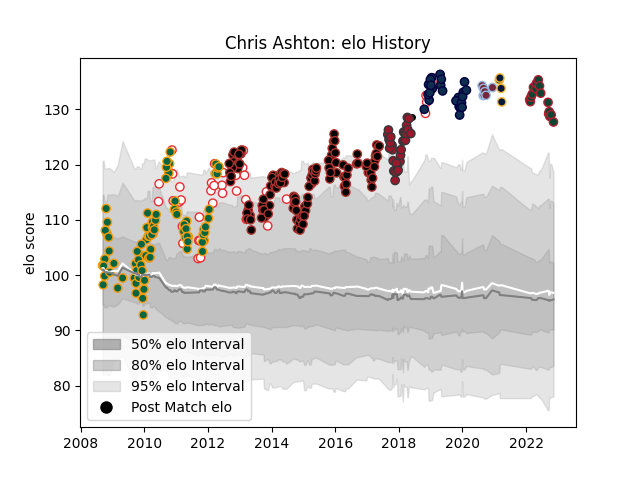 Chris Ashton: elo History
elo score
130
120
110
100
90
80
50% elo Interval
80% elo Interval
95% elo Interval
Post Match elo
2008 2010 2012 2014 2016 2018 2020 2022